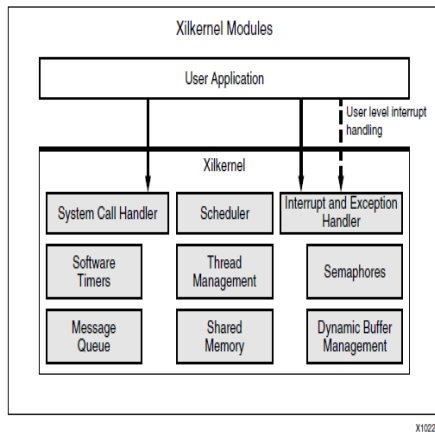 Xilkernel Modules
User Application
User level interrupt
handling
Xilkernel
System Call Handler
Scheduler
Interrupt and Exception
Handler
Software
Timers
Thread
Management
Semaphores
Message
Queue
Shared
Memory
Dynamic Buffer
Management
X1022